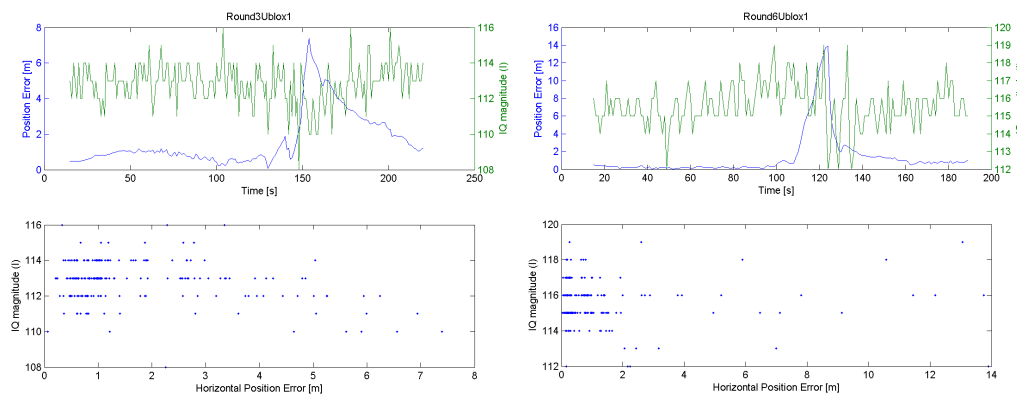 Round3Ublox1
Round6Ublox1
Position Error [m]
8
6
4
2
0
116
114
112
110
108
IQ magnitude (I)
0 50 100 150 200 250
Time [s]
Position Error [m]
16
14
12
10
8
6
4
2
0
120
119
118
117
116
115
114
113
112
0 20 40 60 80 100 120 140 160 180 200
Time [s]
IQ magnitude (I)
116
114
112
110
108
0 1 2 3 4 5 6 7 8
Horizontal Position Error [m]
IQ magnitude (I)
120
118
116
114
112
0 2 4 6 8 10 12 14
Horizontal Position Error [m]